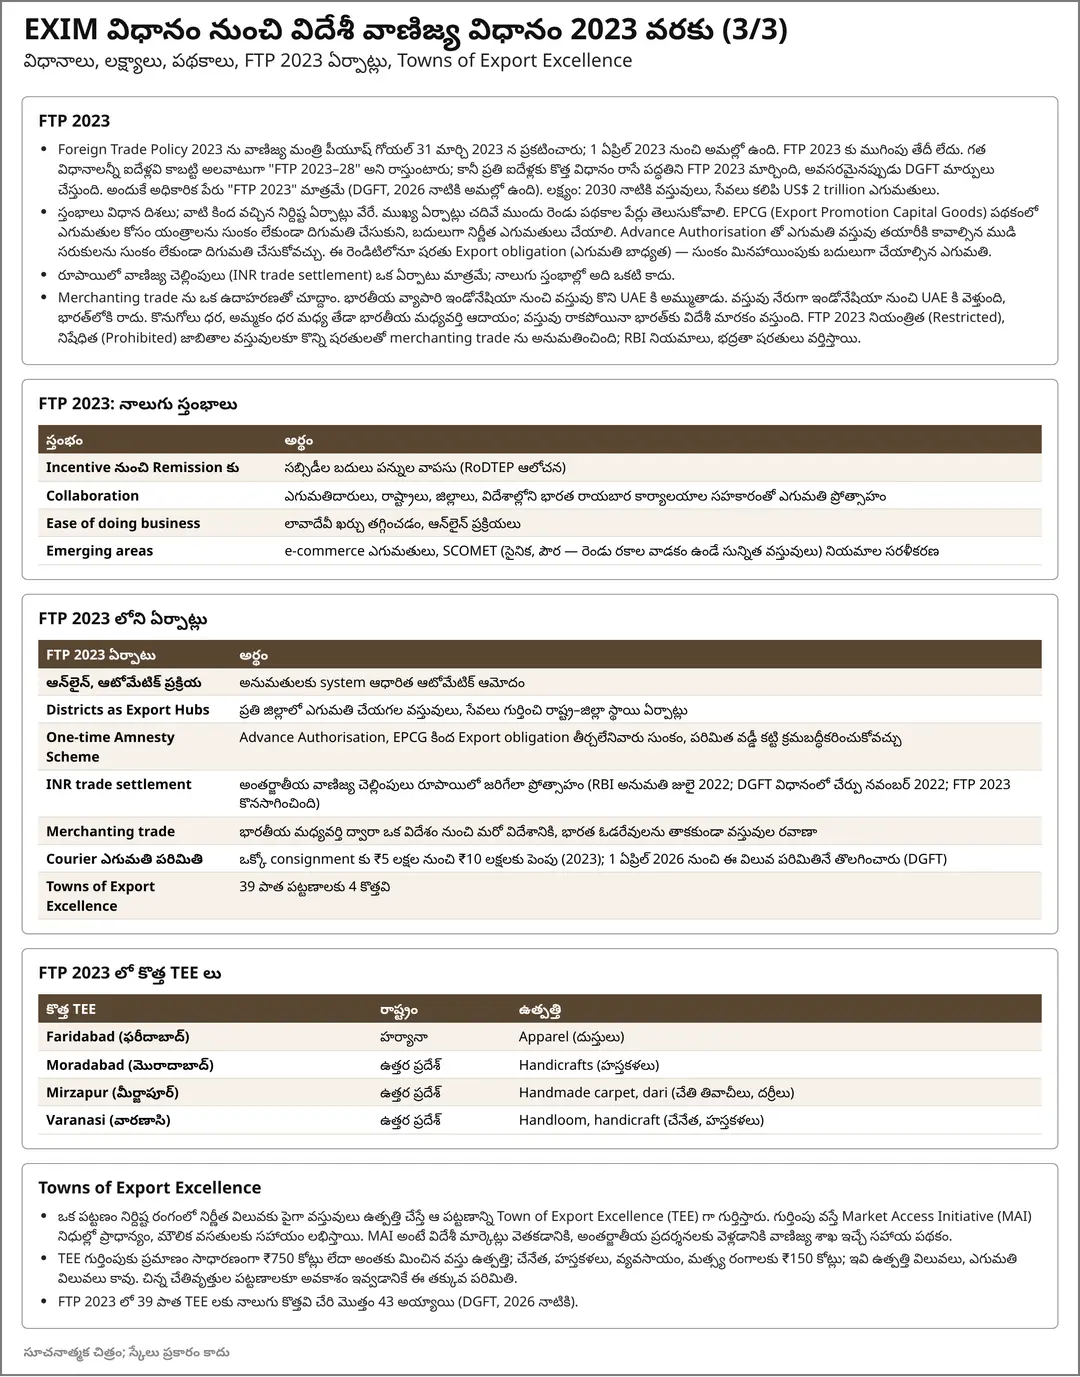 EXIM విధానం నుంచి విదేశీ వాణిజ్య విధానం 2023 వరకు (3/3)
విధానాలు, లక్ష్యాలు, పథకాలు, FTP 2023 ఏర్పాట్లు, Towns of Export Excellence
FTP 2023
• Foreign Trade Policy 2023 ను వాణిజ్య మంత్రి పీయూష్ గోయల్ 31 మార్చి 2023 న ప్రకటించారు; 1 ఏప్రిల్ 2023 నుంచి అమల్లో ఉంది. FTP 2023 కు ముగింపు తేదీ లేదు. గత
విధానాలన్నీ ఐదేళ్లవి కాబట్టి అలవాటుగా "FTP 2023–28" అని రాస్తుంటారు; కానీ ప్రతి ఐదేళ్లకు కొత్త విధానం రాసే పద్ధతిని FTP 2023 మార్చింది, అవసరమైనప్పుడు DGFT మార్పులు
చేస్తుంది. అందుకే అధికారిక పేరు "FTP 2023" మాత్రమే (DGFT, 2026 నాటికి అమల్లో ఉంది). లక్ష్యం: 2030 నాటికి వస్తువులు, సేవలు కలిపి US$ 2 trillion ఎగుమతులు.
• స్తంభాలు విధాన దిశలు; వాటి కింద వచ్చిన నిర్దిష్ట ఏర్పాట్లు వేరే. ముఖ్య ఏర్పాట్లు చదివే ముందు రెండు పథకాల పేర్లు తెలుసుకోవాలి. EPCG (Export Promotion Capital Goods) పథకంలో
ఎగుమతుల కోసం యంత్రాలను సుంకం లేకుండా దిగుమతి చేసుకుని, బదులుగా నిర్ణీత ఎగుమతులు చేయాలి. Advance Authorisation తో ఎగుమతి వస్తువు తయారీకి కావాల్సిన ముడి
సరుకులను సుంకం లేకుండా దిగుమతి చేసుకోవచ్చు. ఈ రెండిటిలోనూ షరతు Export obligation (ఎగుమతి బాధ్యత) — సుంకం మినహాయింపుకు బదులుగా చేయాల్సిన ఎగుమతి.
• రూపాయిలో వాణిజ్య చెల్లింపులు (INR trade settlement) ఒక ఏర్పాటు మాత్రమే; నాలుగు స్తంభాల్లో అది ఒకటి కాదు.
• Merchanting trade ను ఒక ఉదాహరణతో చూద్దాం. భారతీయ వ్యాపారి ఇండోనేషియా నుంచి వస్తువు కొని UAE కి అమ్ముతాడు. వస్తువు నేరుగా ఇండోనేషియా నుంచి UAE కి వెళ్తుంది,
భారత్‌లోకి రాదు. కొనుగోలు ధర, అమ్మకం ధర మధ్య తేడా భారతీయ మధ్యవర్తి ఆదాయం; వస్తువు రాకపోయినా భారత్‌కు విదేశీ మారకం వస్తుంది. FTP 2023 నియంత్రిత (Restricted),
నిషేధిత (Prohibited) జాబితాల వస్తువులకూ కొన్ని షరతులతో merchanting trade ను అనుమతించింది; RBI నియమాలు, భద్రతా షరతులు వర్తిస్తాయి.
FTP 2023: నాలుగు స్తంభాలు
స్తంభం అర్థం
Incentive నుంచి Remission కు సబ్సిడీల బదులు పన్నుల వాపసు (RoDTEP ఆలోచన)
Collaboration ఎగుమతిదారులు, రాష్ట్రాలు, జిల్లాలు, విదేశాల్లోని భారత రాయబార కార్యాలయాల సహకారంతో ఎగుమతి ప్రోత్సాహం
Ease of doing business లావాదేవీ ఖర్చు తగ్గించడం, ఆన్‌లైన్ ప్రక్రియలు
Emerging areas e-commerce ఎగుమతులు, SCOMET (సైనిక, పౌర — రెండు రకాల వాడకం ఉండే సున్నిత వస్తువులు) నియమాల సరళీకరణ
FTP 2023 లోని ఏర్పాట్లు
FTP 2023 ఏర్పాటు అర్థం
ఆన్‌లైన్, ఆటోమేటిక్ ప్రక్రియ అనుమతులకు system ఆధారిత ఆటోమేటిక్ ఆమోదం
Districts as Export Hubs ప్రతి జిల్లాలో ఎగుమతి చేయగల వస్తువులు, సేవలు గుర్తించి రాష్ట్ర–జిల్లా స్థాయి ఏర్పాట్లు
One-time Amnesty Scheme Advance Authorisation, EPCG కింద Export obligation తీర్చలేనివారు సుంకం, పరిమిత వడ్డీ కట్టి క్రమబద్ధీకరించుకోవచ్చు
INR trade settlement అంతర్జాతీయ వాణిజ్య చెల్లింపులు రూపాయిలో జరిగేలా ప్రోత్సాహం (RBI అనుమతి జులై 2022; DGFT విధానంలో చేర్పు నవంబర్ 2022; FTP 2023
కొనసాగించింది)
Merchanting trade భారతీయ మధ్యవర్తి ద్వారా ఒక విదేశం నుంచి మరో విదేశానికి, భారత ఓడరేవులను తాకకుండా వస్తువుల రవాణా
Courier ఎగుమతి పరిమితి ఒక్కో consignment కు ₹5 లక్షల నుంచి ₹10 లక్షలకు పెంపు (2023); 1 ఏప్రిల్ 2026 నుంచి ఈ విలువ పరిమితినే తొలగించారు (DGFT)
Towns of Export Excellence 39 పాత పట్టణాలకు 4 కొత్తవి
FTP 2023 లో కొత్త TEE లు
కొత్త TEE రాష్ట్రం ఉత్పత్తి
Faridabad (ఫరీదాబాద్) హర్యానా Apparel (దుస్తులు)
Moradabad (మొరాదాబాద్) ఉత్తర ప్రదేశ్ Handicrafts (హస్తకళలు)
Mirzapur (మీర్జాపూర్) ఉత్తర ప్రదేశ్ Handmade carpet, dari (చేతి తివాచీలు, దర్రీలు)
Varanasi (వారణాసి) ఉత్తర ప్రదేశ్ Handloom, handicraft (చేనేత, హస్తకళలు)
Towns of Export Excellence
• ఒక పట్టణం నిర్దిష్ట రంగంలో నిర్ణీత విలువకు పైగా వస్తువులు ఉత్పత్తి చేస్తే ఆ పట్టణాన్ని Town of Export Excellence (TEE) గా గుర్తిస్తారు. గుర్తింపు వస్తే Market Access Initiative (MAI)
నిధుల్లో ప్రాధాన్యం, మౌలిక వసతులకు సహాయం లభిస్తాయి. MAI అంటే విదేశీ మార్కెట్లు వెతకడానికి, అంతర్జాతీయ ప్రదర్శనలకు వెళ్లడానికి వాణిజ్య శాఖ ఇచ్చే సహాయ పథకం.
• TEE గుర్తింపుకు ప్రమాణం సాధారణంగా ₹750 కోట్లు లేదా అంతకు మించిన వస్తు ఉత్పత్తి; చేనేత, హస్తకళలు, వ్యవసాయం, మత్స్య రంగాలకు ₹150 కోట్లు; ఇవి ఉత్పత్తి విలువలు, ఎగుమతి
విలువలు కావు. చిన్న చేతివృత్తుల పట్టణాలకూ అవకాశం ఇవ్వడానికే ఈ తక్కువ పరిమితి.
• FTP 2023 లో 39 పాత TEE లకు నాలుగు కొత్తవి చేరి మొత్తం 43 అయ్యాయి (DGFT, 2026 నాటికి).
సూచనాత్మక చిత్రం; స్కేలు ప్రకారం కాదు